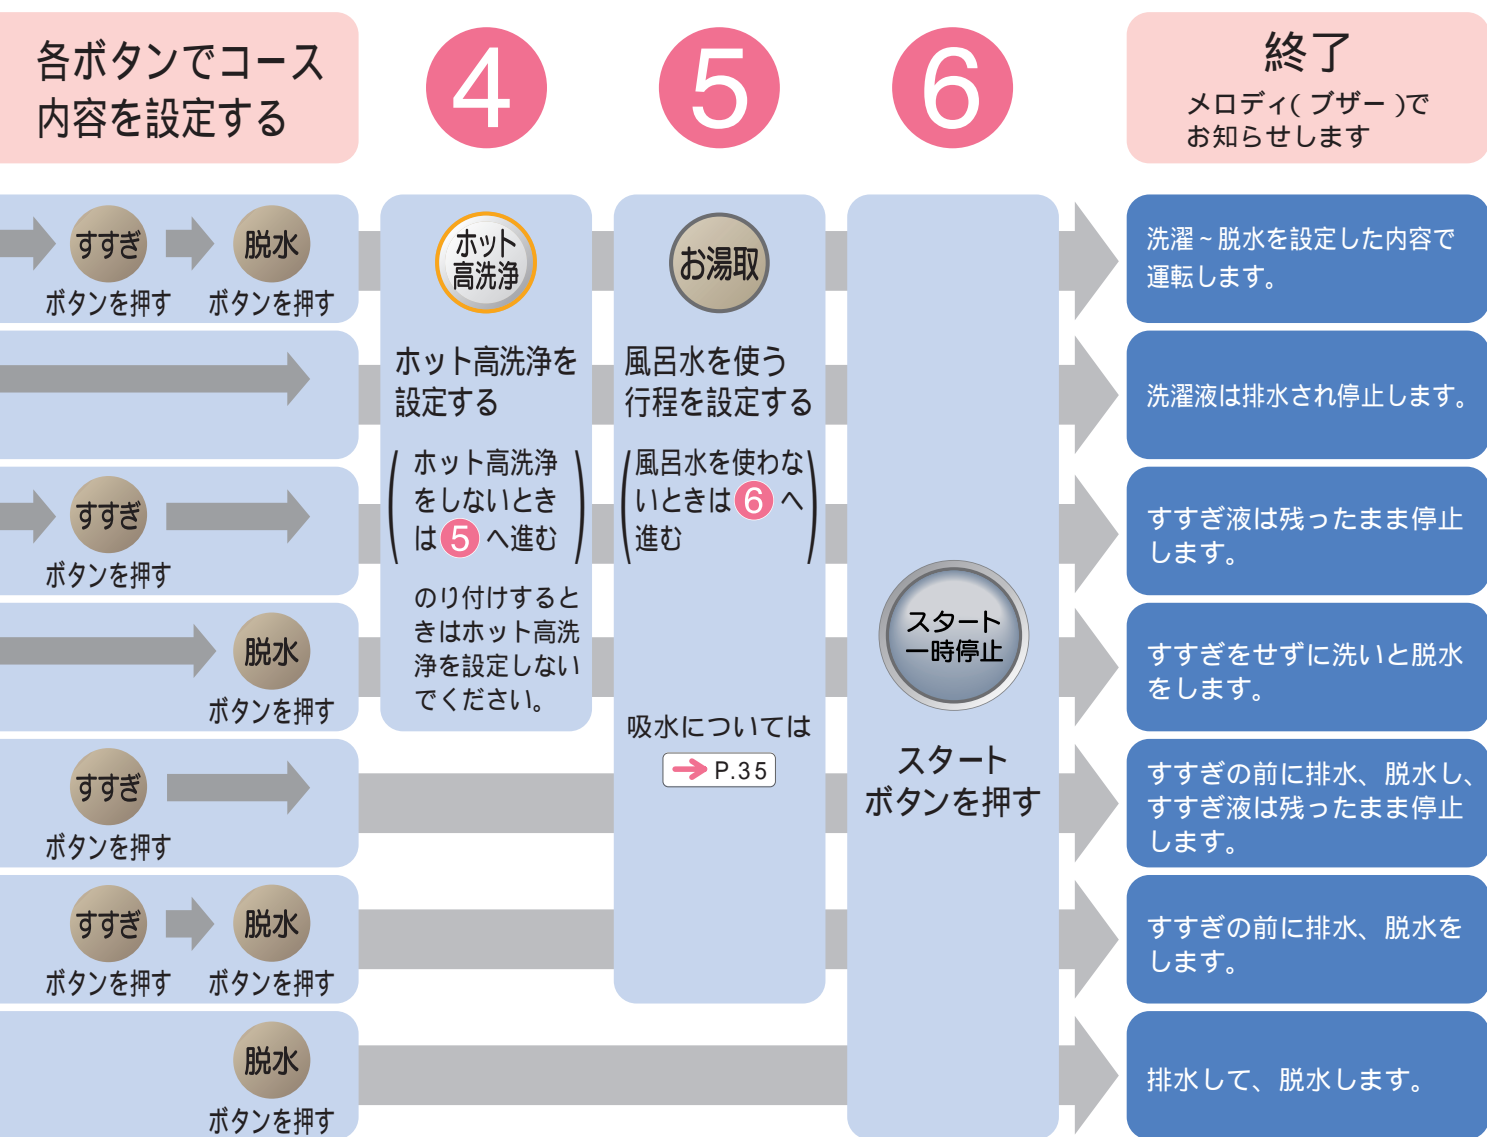 各ボタンでコース
内容を設定する
4
5
6
終了
メロディ(ブザー)で
お知らせします
すすぎ
ボタンを押す
脱水
ボタンを押す
ホット
高洗浄
お湯取
洗濯~脱水を設定した内容で
運転します。
ホット高洗浄を
設定する
風呂水を使う
行程を設定する
洗濯液は排水され停止します。
すすぎ
ボタンを押す
(ホット高洗浄
をしないとき
は5へ進む)
(風呂水を使わな
いときは6へ
進む)
すすぎ液は残ったまま停止
します。
脱水
ボタンを押す
のり付けすると
きはホット高洗
浄を設定しない
でください。
スタート
一時停止
すすぎをせずに洗いと脱水
をします。
すすぎ
ボタンを押す
吸水については
P.35
スタート
ボタンを押す
すすぎの前に排水、脱水し、
すすぎ液は残ったまま停止
します。
すすぎ
ボタンを押す
脱水
ボタンを押す
すすぎの前に排水、脱水を
します。
脱水
ボタンを押す
排水して、脱水します。